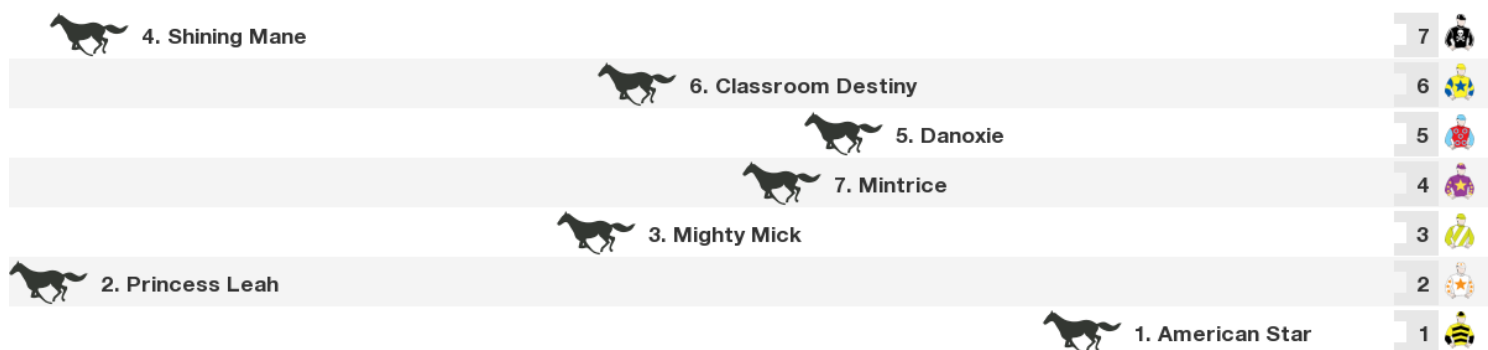 4. Shining Mane 7
6. Classroom Destiny 6
5. Danoxie 5
7. Mintrice 4
3. Mighty Mick 3
2. Princess Leah 2
1. American Star 1